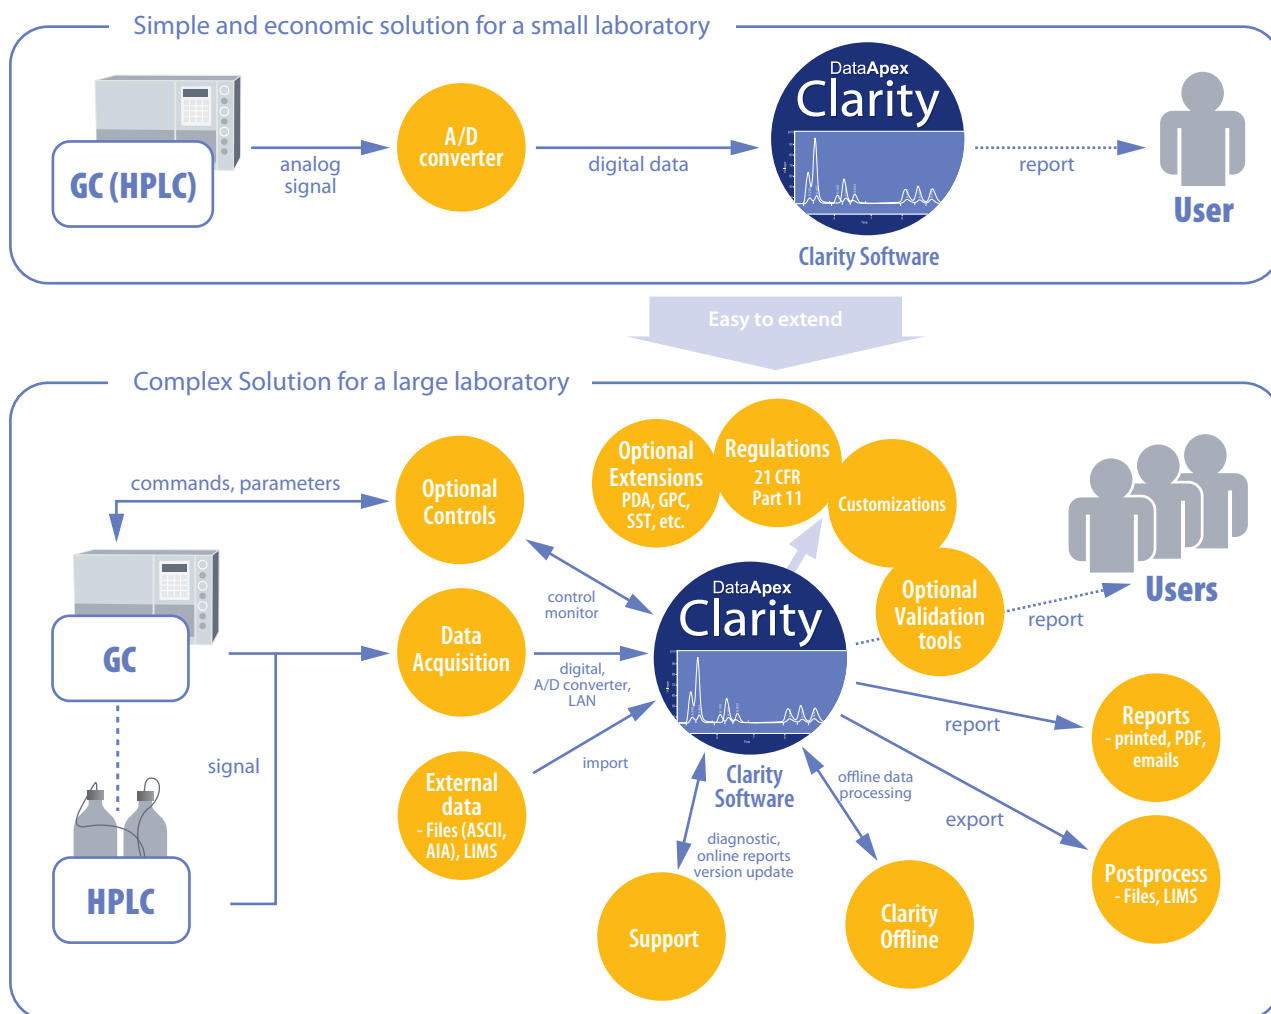 Simple and economic solution for a small laboratory
GC (HPLC)
analog
signal
A/D
converter
digital data
DataApex
Clarity
Clarity Software
report
User
Easy to extend
Complex Solution for a large laboratory
commands, parameters
Optional
Controls
Optional
Extensions
PDA, GPC,
SST, etc.
Regulations
21 CFR
Part 11
Customizations
Optional
Validation
tools
Users
report
control
monitor
GC
Data
Acquisition
digital,
A/D converter,
LAN
DataApex
Clarity
Clarity
Software
signal
HPLC
External
data
- Files (ASCII,
AIA), LIMS
import
report
Reports
- printed, PDF,
emails
offline data
processing
export
Postprocess
- Files, LIMS
diagnostic,
online reports
version update
Support
Clarity
Offline